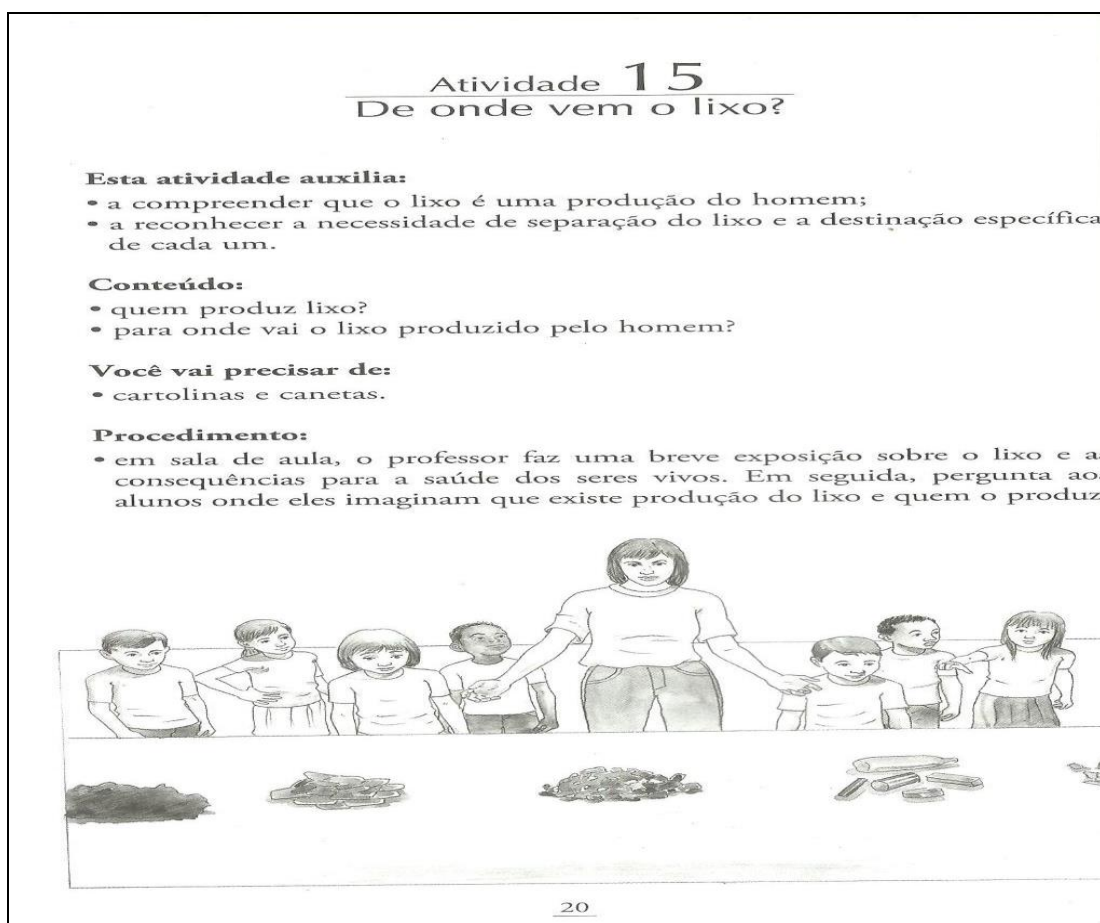 Atividade 15
De onde vem o lixo?
Esta atividade auxilia:
• a compreender que o lixo é uma produção do homem;
• a reconhecer a necessidade de separação do lixo e a destinação específica
de cada um.
Conteúdo:
• quem produz lixo?
• para onde vai o lixo produzido pelo homem?
Você vai precisar de:
• cartolinas e canetas.
Procedimento:
• em sala de aula, o professor faz uma breve exposição sobre o lixo e a
consequências para a saúde dos seres vivos. Em seguida, pergunta ao
alunos onde eles imaginam que existe produção do lixo e quem o produz
20